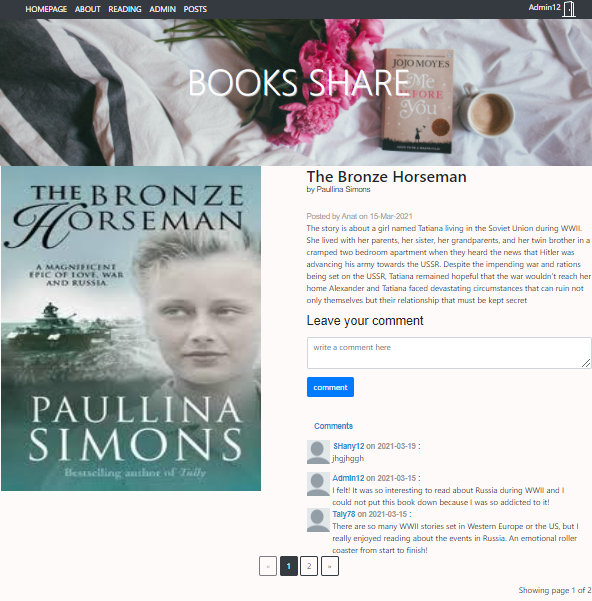 HOMEPAGE ABOUT READING ADMIN POSTS
Admin12
BOOKS SHARE
JOJO MOYES
Me
BEFORE
You
THE BRONZE
HORSEMAN
A MAGNIFICENT
EPIC OF LOVE, WAR
AND RUSSIA
PAULLINA
SIMONS
Bestselling author of Tully
The Bronze Horseman
by Paullina Simons
Posted by Anat on 15-Mar-2021
The story is about a girl named Tatiana living in the Soviet Union during WWII.
She lived with her parents, her sister, her grandparents, and her twin brother in a
cramped two bedroom apartment when they heard the news that Hitler was
advancing his army towards the USSR. Despite the impending war and rations
being set on the USSR, Tatiana remained hopeful that the war wouldn't reach her
home Alexander and Tatiana faced devastating circumstances that can ruin not
only themselves but their relationship that must be kept secret
Leave your comment
write a comment here
comment
Comments
SHany12 on 2021-03-19 :
jhgjhggh
Admin12 on 2021-03-15 :
I felt! It was so interesting to read about Russia during WWII and I
could not put this book down because I was so addicted to it!
Taly78 on 2021-03-15 :
There are so many WWII stories set in Western Europe or the US, but I
really enjoyed reading about the events in Russia. An emotional roller
coaster from start to finish!
« 1 2 »
Showing page 1 of 2